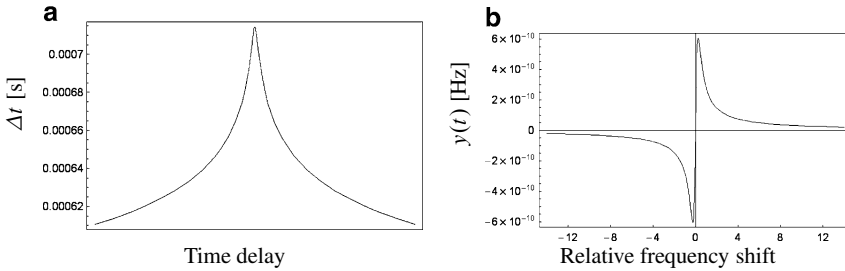 a
0.0007
0.00068
0.00066
0.00064
0.00062
Δt [s]
Time delay
b
6×10⁻¹⁰
4×10⁻¹⁰
2×10⁻¹⁰
0
−2×10⁻¹⁰
−4×10⁻¹⁰
−6×10⁻¹⁰
y(t) [Hz]
−12 −8 −4 0 4 8 12
Relative frequency shift